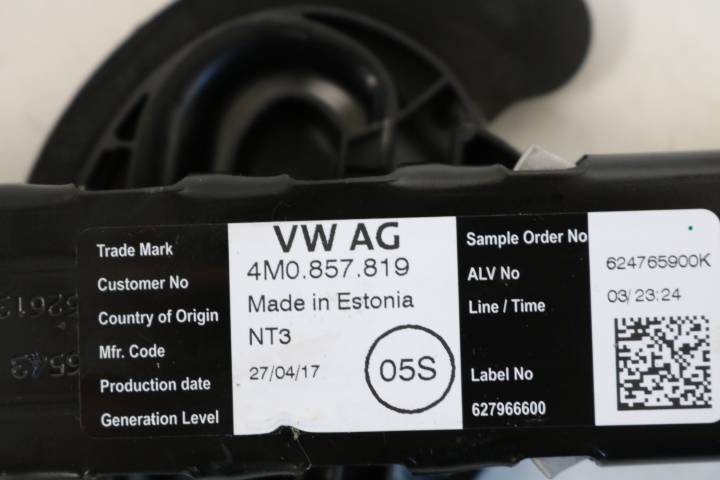 Trade Mark VW AG
Customer No 4M0.857.819
Country of Origin Made in Estonia
Mfr. Code NT3
Production date 27/04/17
Generation Level 05S
Sample Order No
ALV No 624765900K
Line / Time 03/ 23:24
Label No
627966600